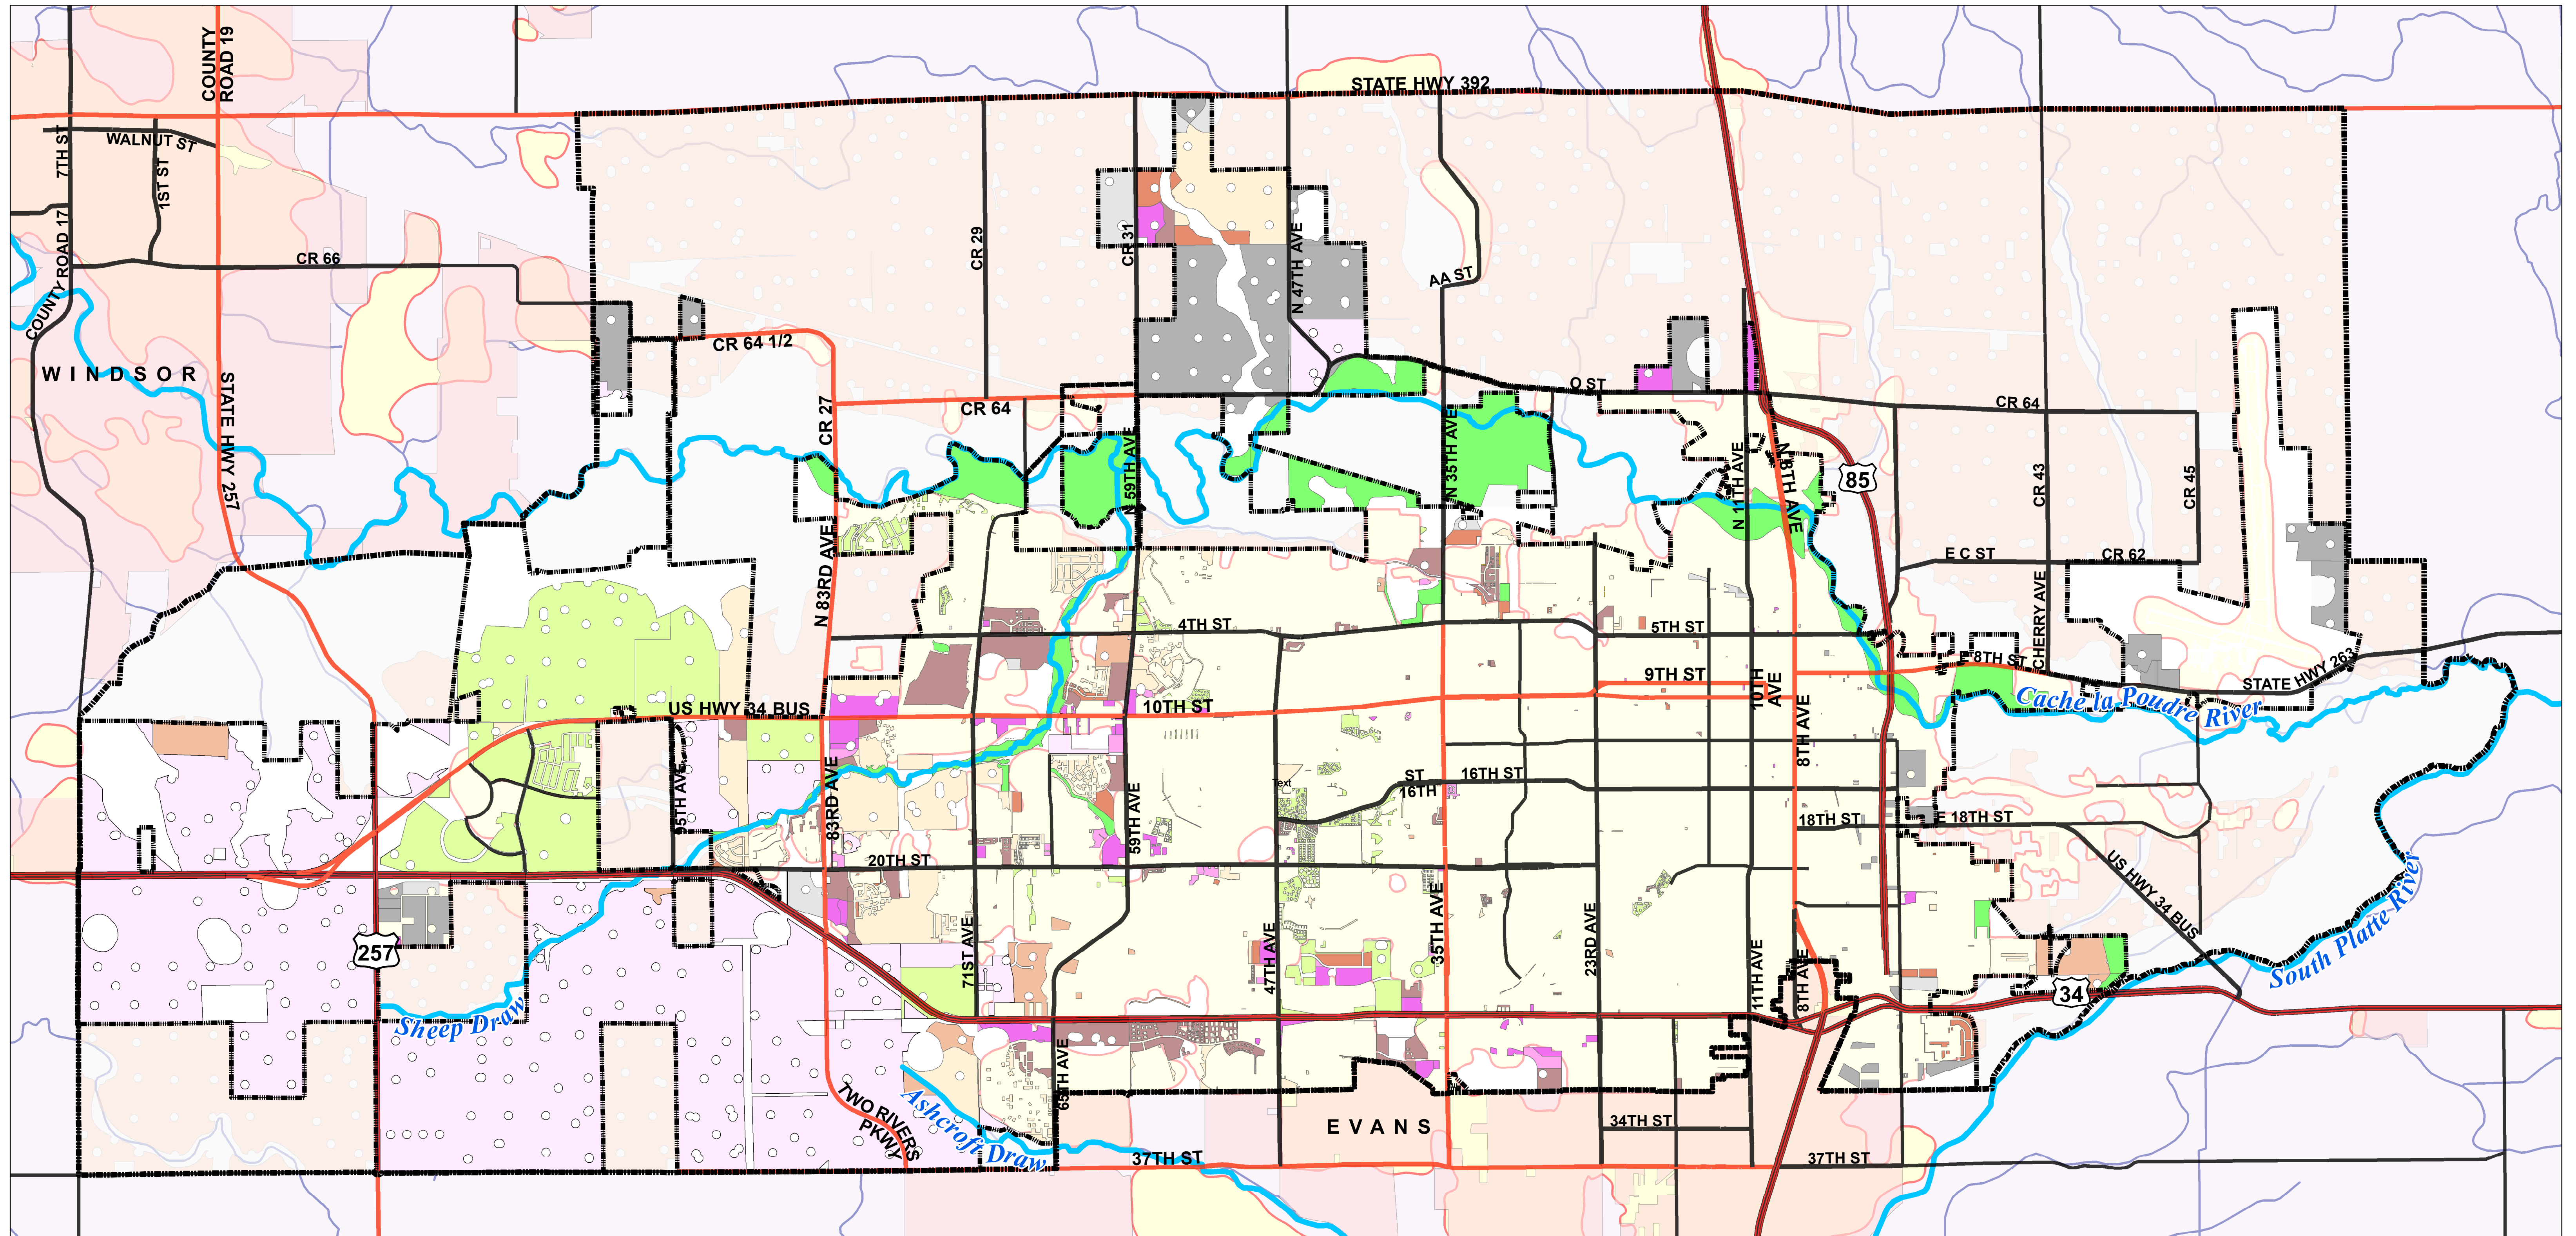 COUNTY
ROAD 19
STATE HWY 392
7TH ST
WALNUT ST
1ST ST
COUNTY ROAD 17
CR 66
CR 29
CR 31
N 47TH AVE
AA ST
WINDSOR
STATE HWY 257
CR 64 1/2
CR 27
CR 64
O ST
CR 64
N 59TH AVE
N 35TH AVE
N 11TH AVE
N 8TH AVE
85
CR 43
CR 45
N 83RD AVE
E C ST
CR 62
4TH ST
5TH ST
CHERRY AVE
E 8TH ST
STATE HWY 263
9TH ST
10TH
AVE
US HWY 34 BUS
10TH ST
8TH AVE
Cache la Poudre River
95TH AVE
83RD AVE
59TH AVE
Text
ST
16TH
16TH ST
18TH ST
E 18TH ST
20TH ST
US HWY 34 BUS
71ST AVE
47TH AVE
35TH AVE
23RD AVE
11TH AVE
8TH AVE
257
34
South Platte River
Sheep Draw
65TH AVE
TWO RIVERS
PKWY
Ashcroft Draw
EVANS
34TH ST
37TH ST
37TH ST